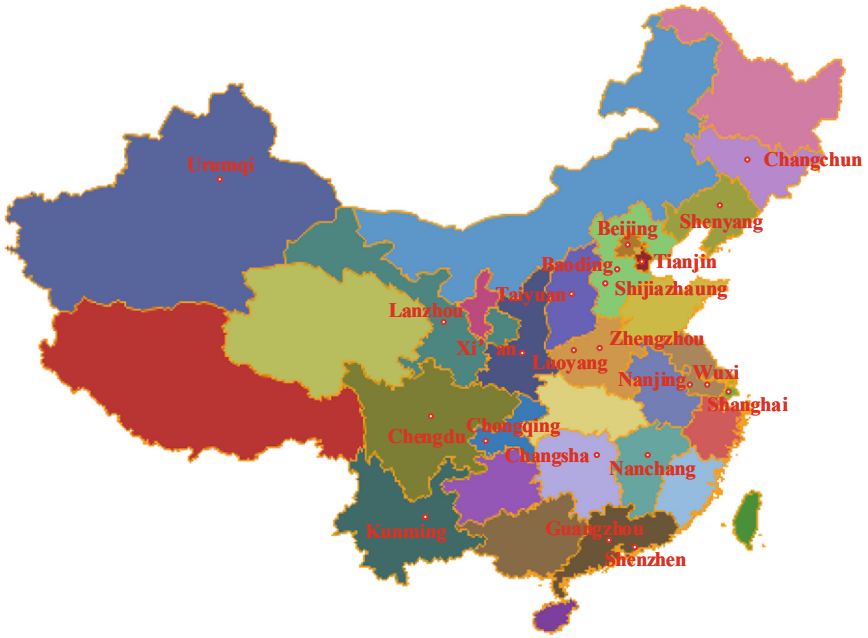 Changchun
Urumqi
Shenyang
Beijing
Tianjin
Baoding
Shijiazhaung
Taiyuan
Lanzhou
Zhengzhou
Xi' an
Luoyang
Wuxi
Nanjing
Shanghai
Chongqing
Chengdu
Changsha
Nanchang
Kunming
Guangzhou
Shenzhen